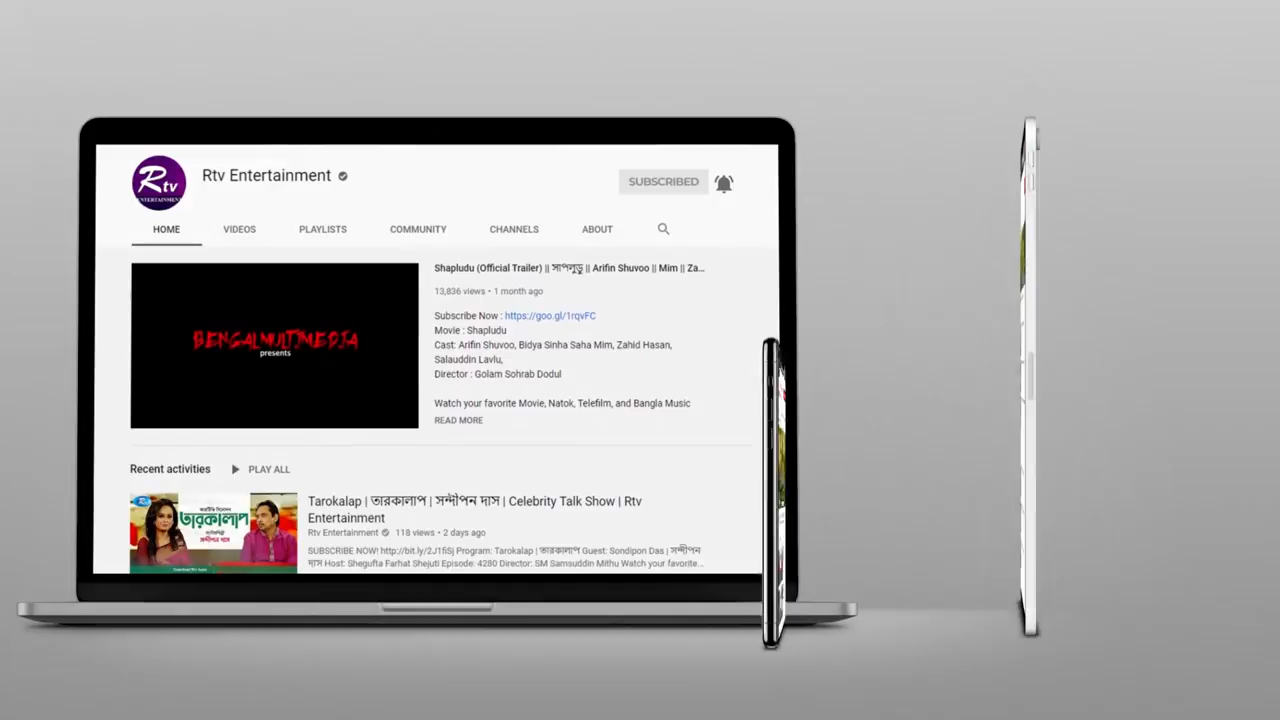 Rtv
ENTERTAINMENT
Rtv Entertainment
SUBSCRIBED
HOME VIDEOS PLAYLISTS COMMUNITY CHANNELS ABOUT
BENGALMULTIMEDIA
presents
Shapludu (Official Trailer) || সাপলুডু || Arifin Shuvoo || Mim || Za...
13,836 views • 1 month ago
Subscribe Now : https://goo.gl/1rqvFC
Movie : Shapludu
Cast: Arifin Shuvoo, Bidya Sinha Saha Mim, Zahid Hasan,
Salauddin Lavlu,
Director : Golam Sohrab Dodul
Watch your favorite Movie, Natok, Telefilm, and Bangla Music
READ MORE
Recent activities PLAY ALL
Rtv
তারকালাপ
সন্দীপন দাস
Tarokalap | তারকালাপ | সন্দীপন দাস | Celebrity Talk Show | Rtv
Entertainment
Rtv Entertainment 118 views • 2 days ago
SUBSCRIBE NOW! http://bit.ly/2J1fiSj Program: Tarokalap | তারকালাপ Guest: Sondipon Das | সন্দীপন
দাস Host: Shegufta Farhat Shejuti Episode: 4280 Director: SM Samsuddin Mithu Watch your favorite...